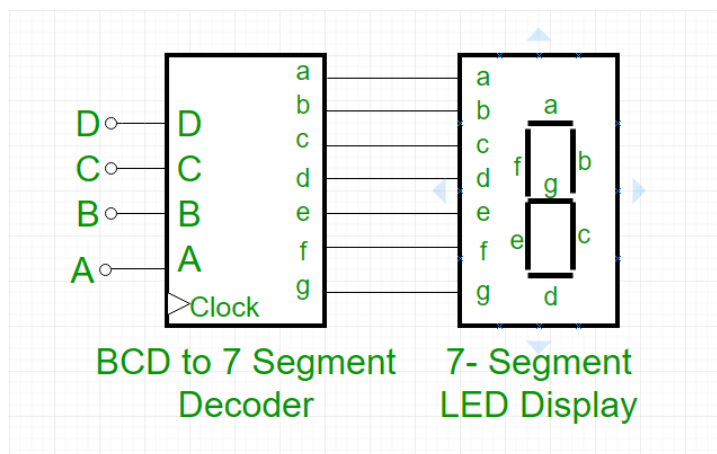 a a
b b a
D D
c c
f b
C C
d d g
B B e e
e c
A A f f
g g d
Clock
BCD to 7 Segment 7- Segment
Decoder LED Display